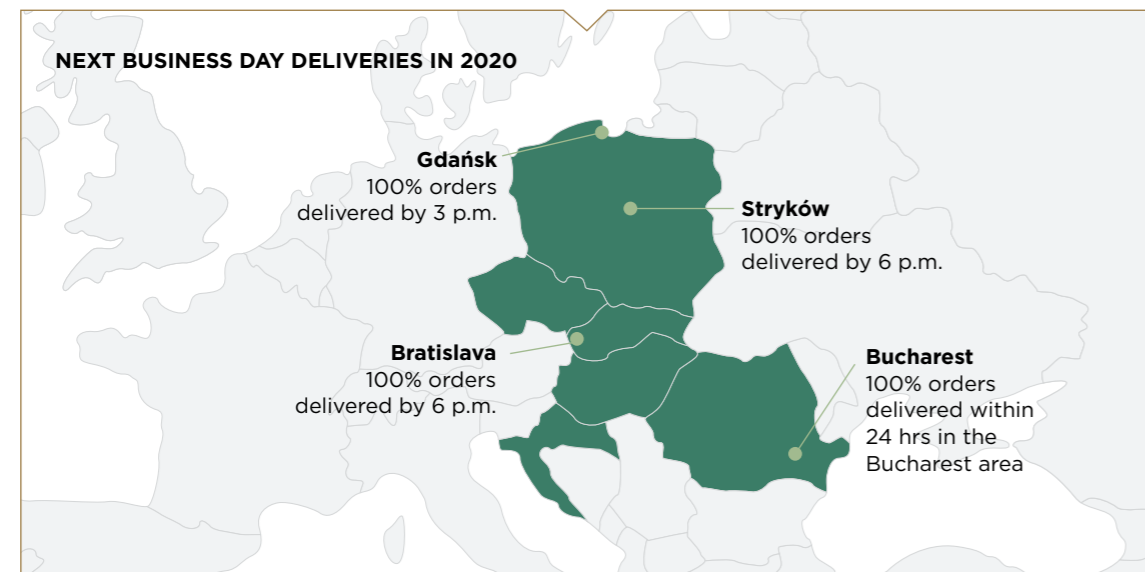 NEXT BUSINESS DAY DELIVERIES IN 2020
Gdańsk
100% orders
delivered by 3 p.m.
Stryków
100% orders
delivered by 6 p.m.
Bratislava
100% orders
delivered by 6 p.m.
Bucharest
100% orders
delivered within
24 hrs in the
Bucharest area